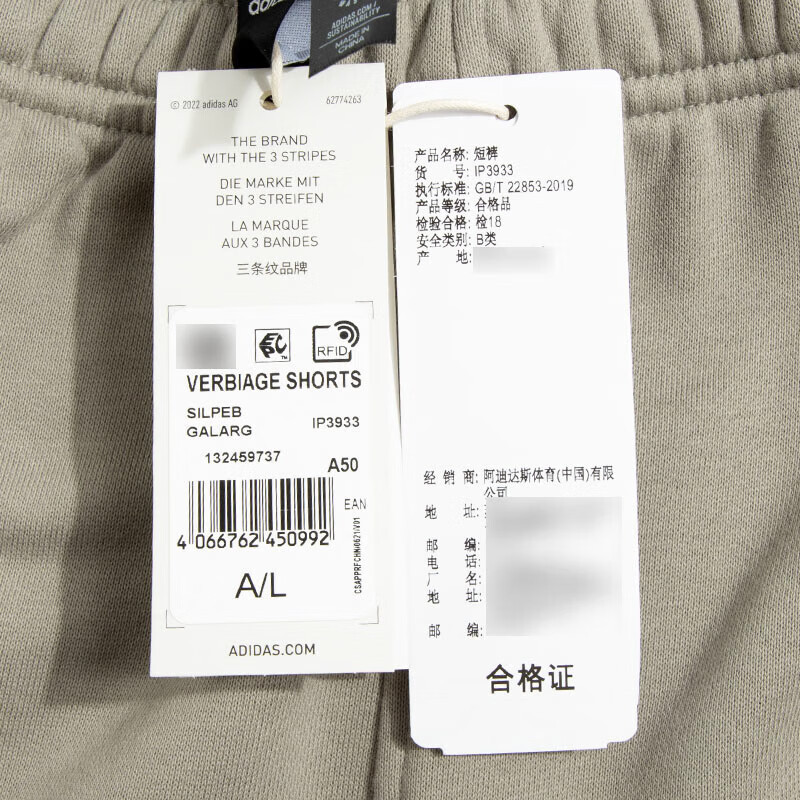 ADIDAS.COM/
SUSTAINABILITY
MADE IN
CHINA
© 2022 adidas AG 62774263
THE BRAND
WITH THE 3 STRIPES
DIE MARKE MIT
DEN 3 STREIFEN
LA MARQUE
AUX 3 BANDES
三条纹品牌
EPC™
RFID
VERBIAGE SHORTS
SILPEB
GALARG IP3933
132459737
A50
EAN
4 066762 450992
CSAPPRFCHN/0621/V01
A/L
ADIDAS.COM
产品名称: 短裤
货 号: IP3933
执行标准: GB/T 22853-2019
产品等级: 合格品
检验合格: 检18
安全类别: B类
产 地:
经 销 商: 阿迪达斯体育(中国)有限
公司
地 址:
邮 编:
电 话:
厂 名:
地 址:
邮 编:
合格证